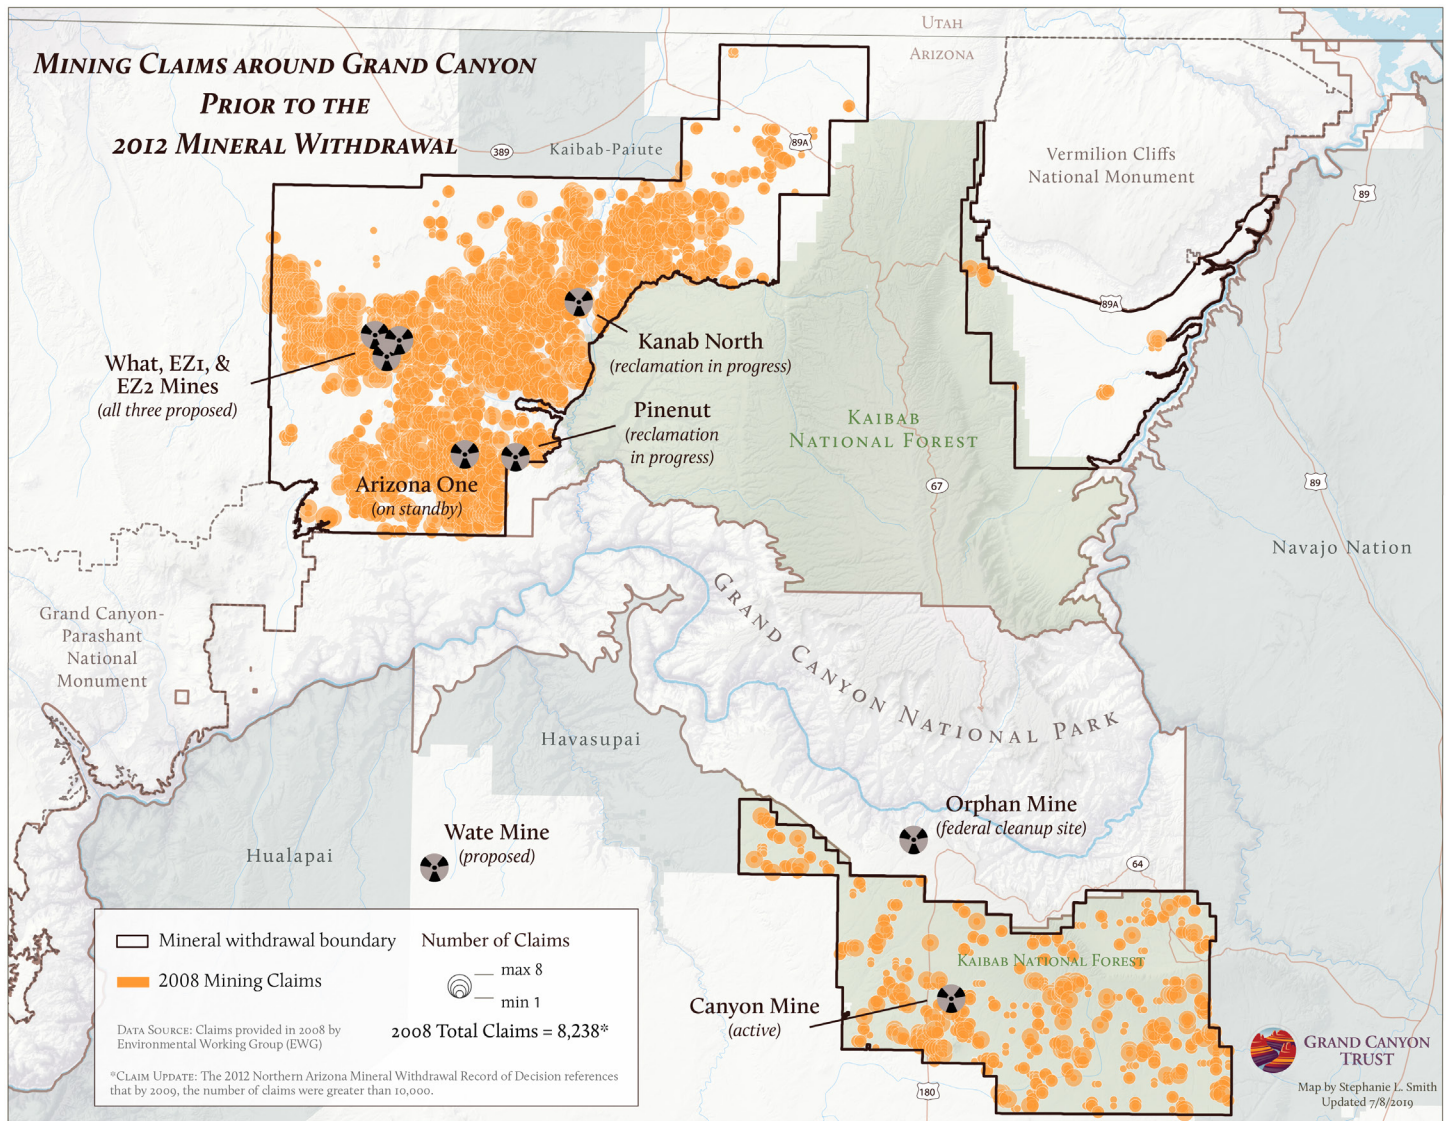 Mining Claims around Grand Canyon
Prior to the
2012 Mineral Withdrawal
Utah
Arizona
389
Kaibab-Paiute
89A
Vermilion Cliffs
National Monument
89
89A
What, EZ1, &
EZ2 Mines
(all three proposed)
Kanab North
(reclamation in progress)
Pinenut
(reclamation
in progress)
Kaibab
National Forest
67
89
Arizona One
(on standby)
Navajo Nation
Grand Canyon-
Parashant
National
Monument
Grand Canyon National Park
Havasupai
Hualapai
Wate Mine
(proposed)
Orphan Mine
(federal cleanup site)
64
Kaibab National Forest
Canyon Mine
(active)
180
Mineral withdrawal boundary
2008 Mining Claims
Number of Claims
max 8
min 1
2008 Total Claims = 8,238*
Data Source: Claims provided in 2008 by
Environmental Working Group (EWG)
*Claim Update: The 2012 Northern Arizona Mineral Withdrawal Record of Decision references
that by 2009, the number of claims were greater than 10,000.
Grand Canyon
Trust
Map by Stephanie L. Smith
Updated 7/8/2019